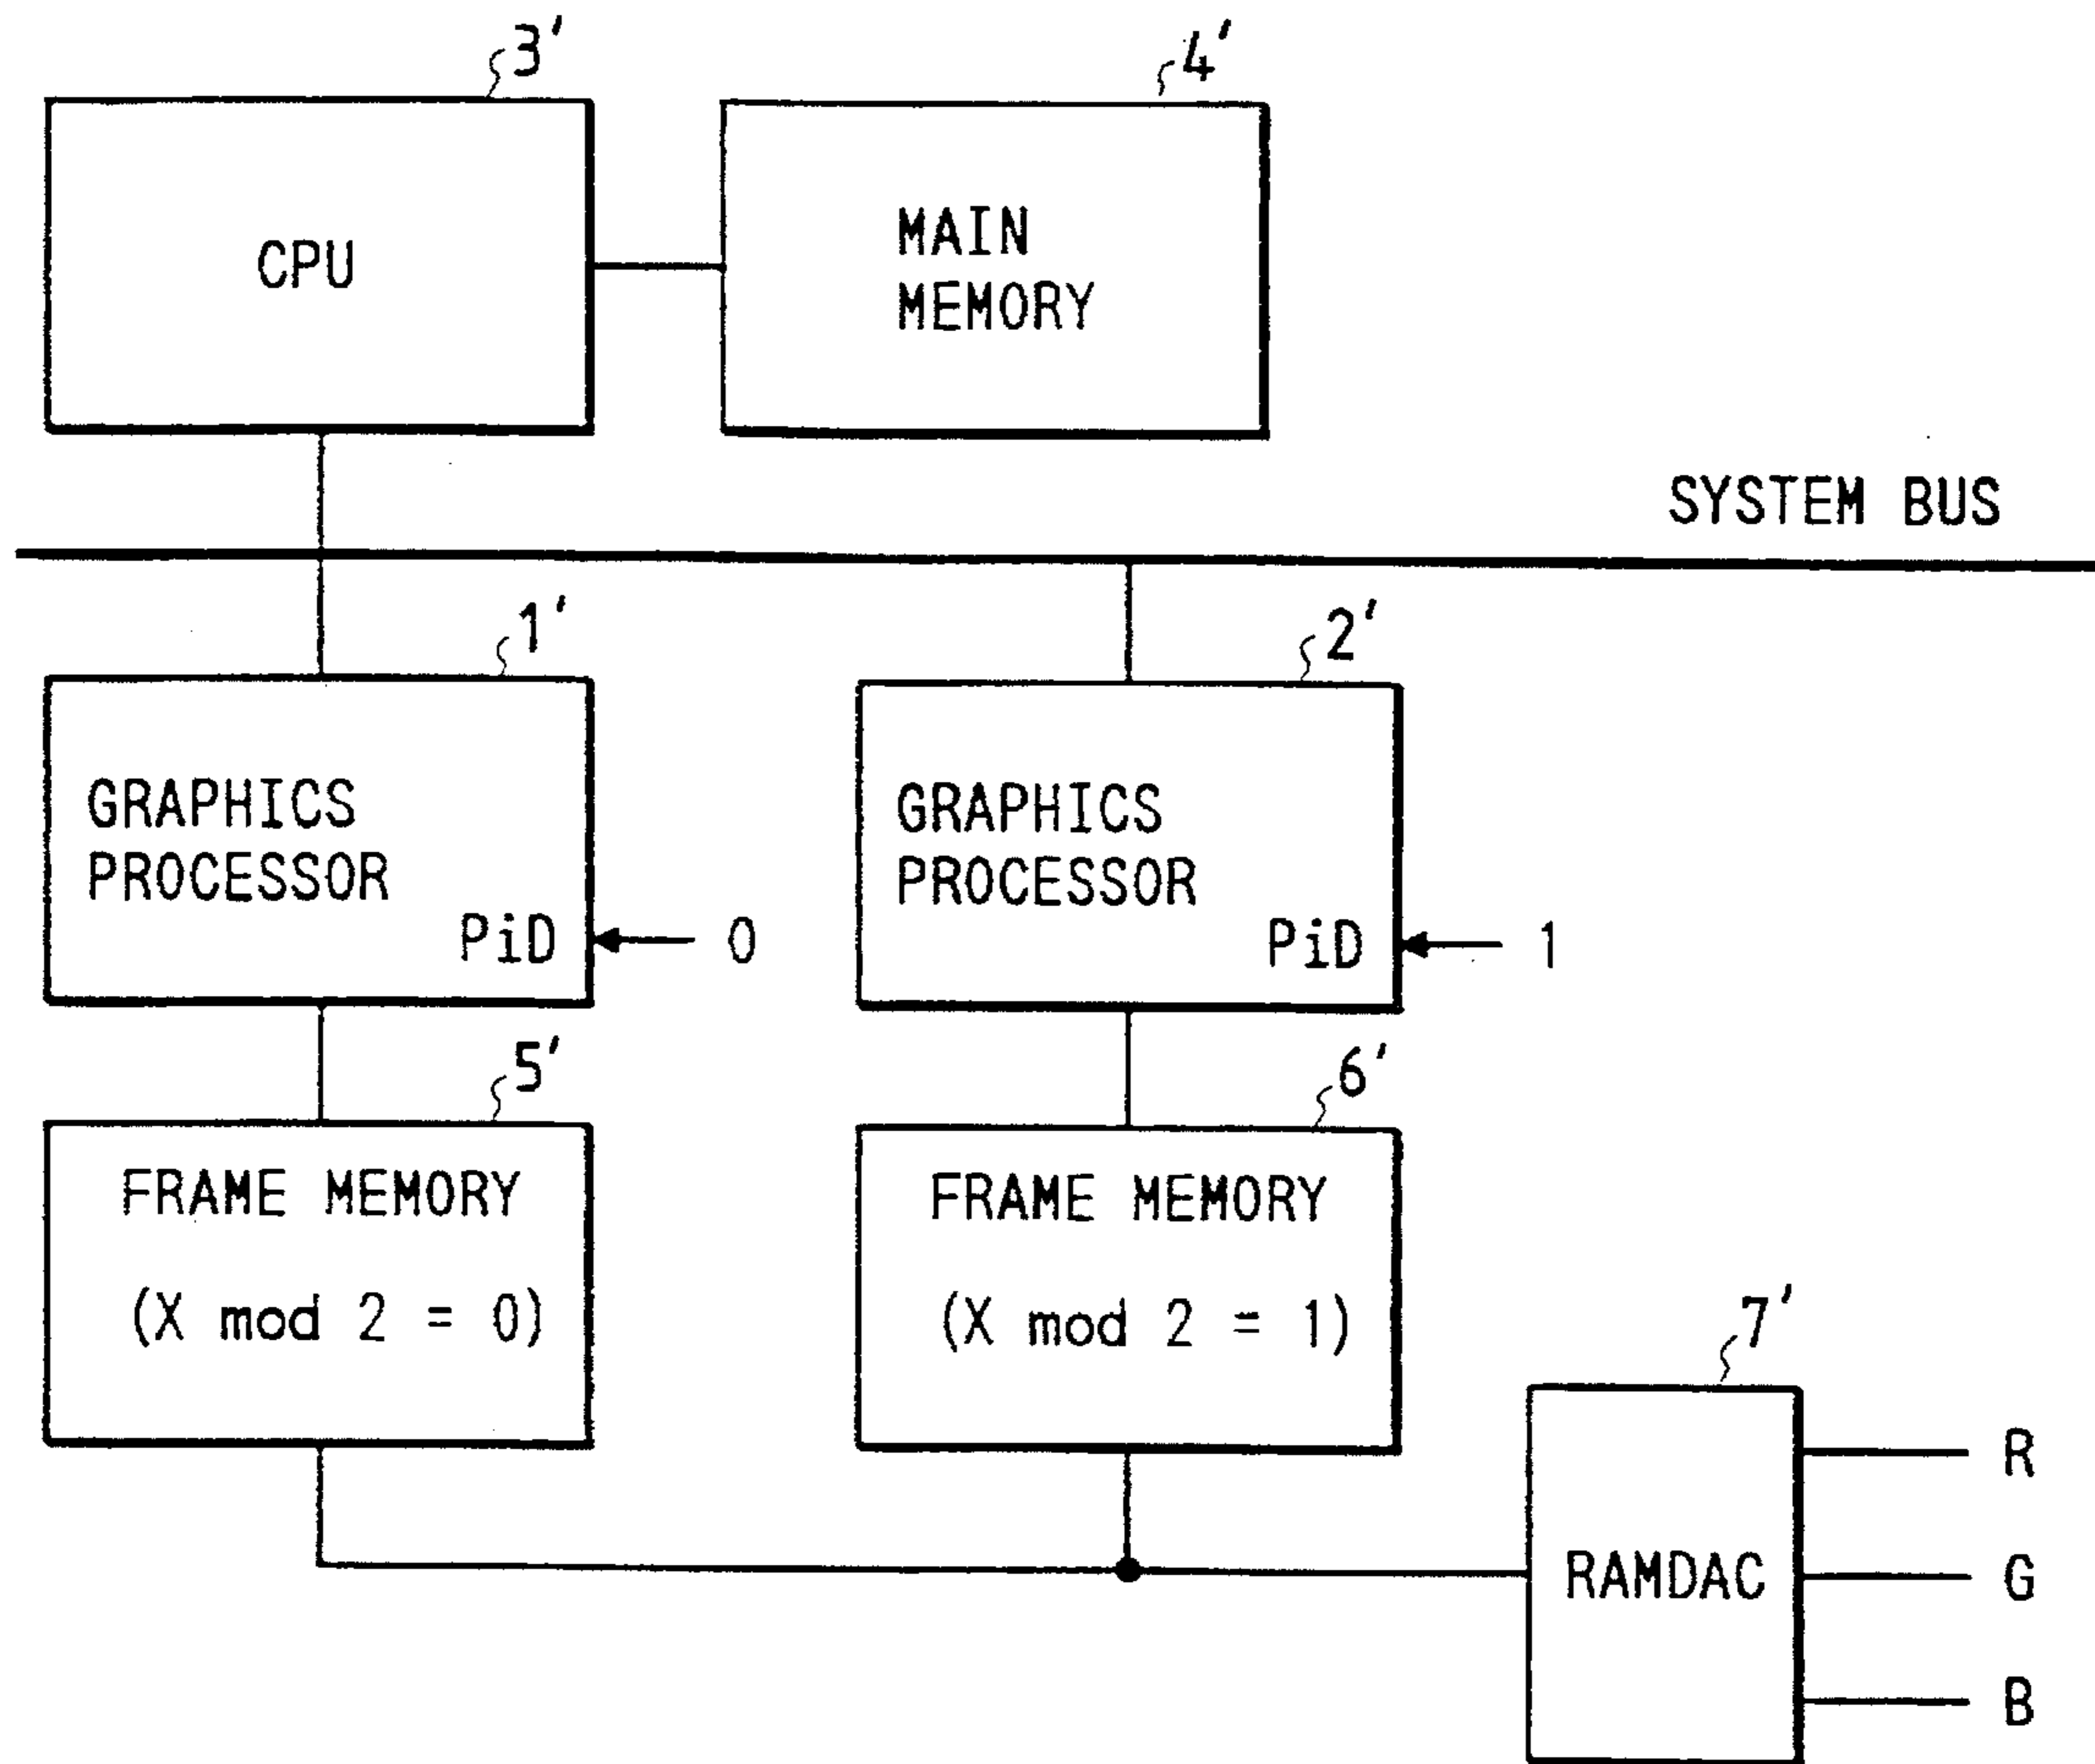 3'
4'
CPU
MAIN
MEMORY
SYSTEM BUS
1'
2'
GRAPHICS
PROCESSOR
PiD
0
GRAPHICS
PROCESSOR
PiD
1
5'
6'
FRAME MEMORY
(X mod 2 = 0)
FRAME MEMORY
(X mod 2 = 1)
7'
RAMDAC
R
G
B